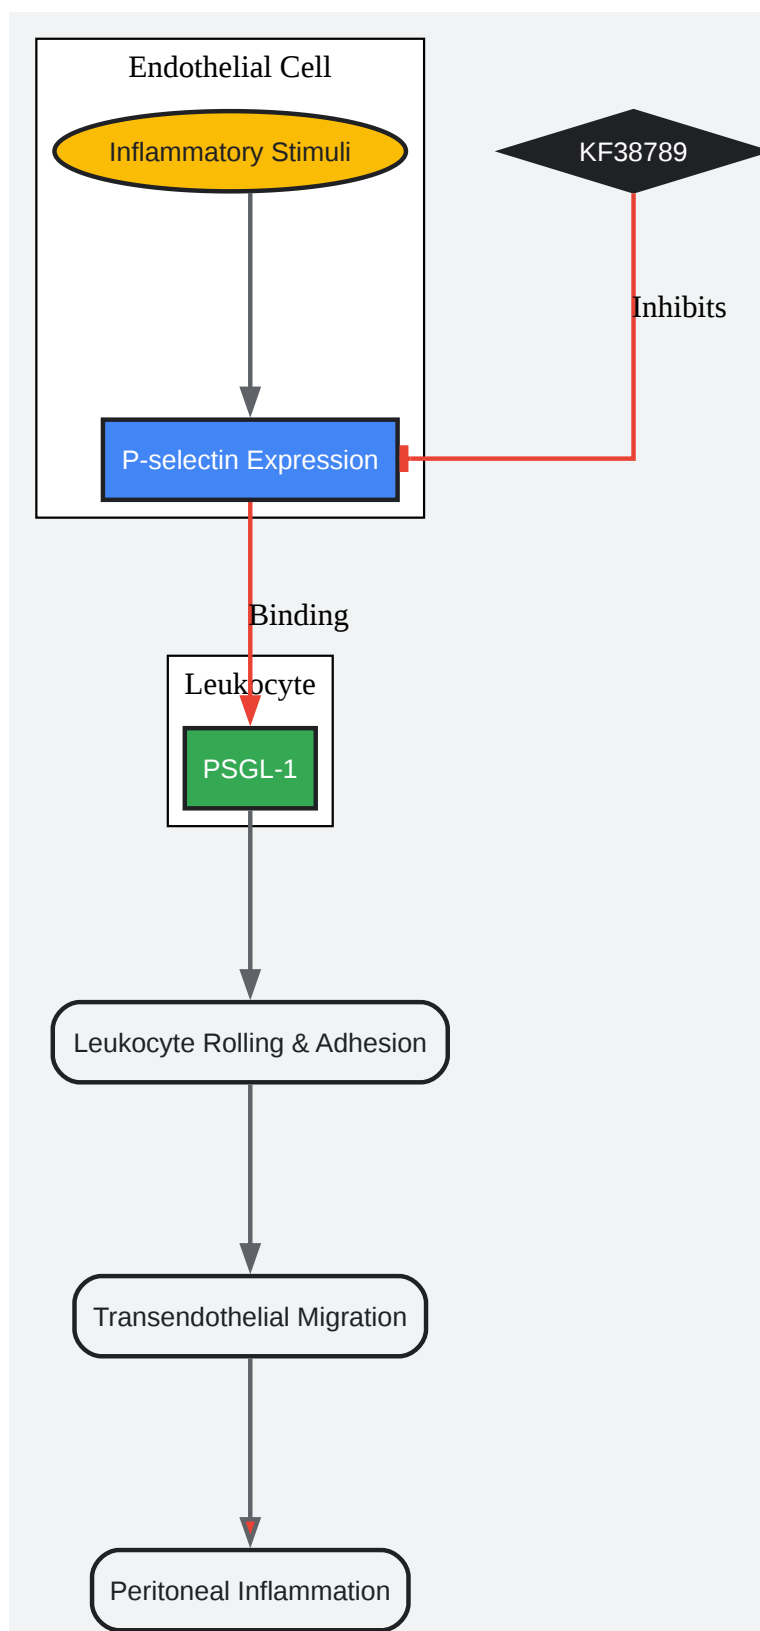 Endothelial Cell
Inflammatory Stimuli
KF38789
Inhibits
P-selectin Expression
Binding
Leukocyte
PSGL-1
Leukocyte Rolling & Adhesion
Transendothelial Migration
Peritoneal Inflammation